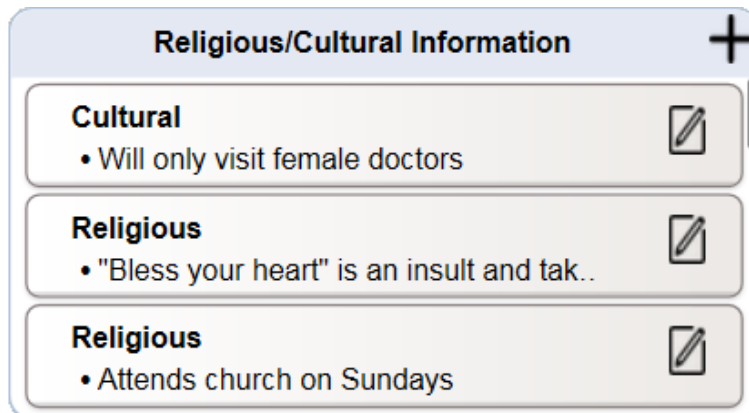 Religious/Cultural Information
Cultural
• Will only visit female doctors
Religious
• "Bless your heart" is an insult and tak..
Religious
• Attends church on Sundays